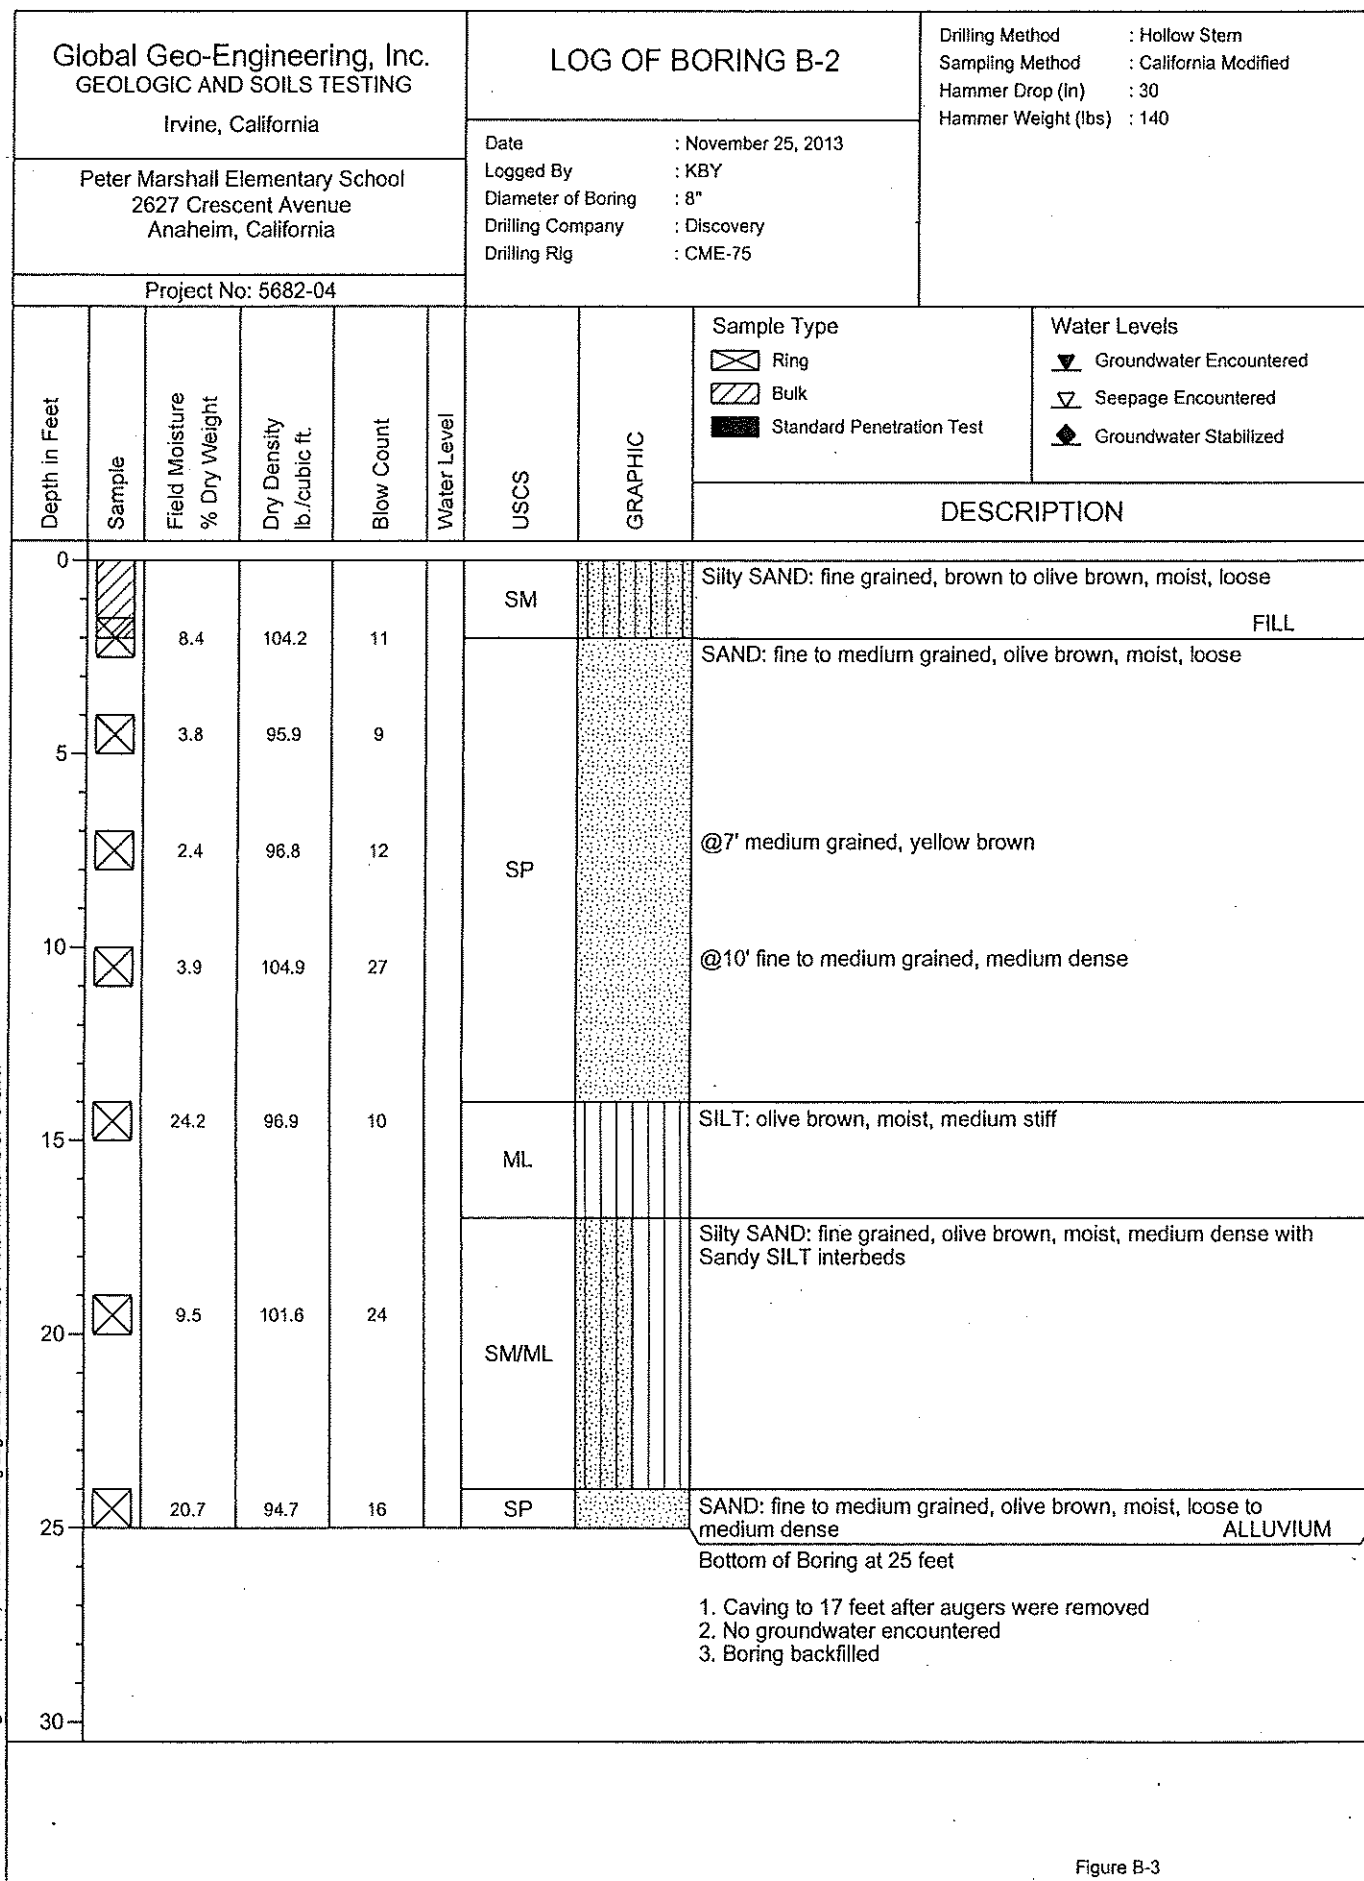 Global Geo-Engineering, Inc.
GEOLOGIC AND SOILS TESTING
Irvine, California
Peter Marshall Elementary School
2627 Crescent Avenue
Anaheim, California
Project No: 5682-04
LOG OF BORING B-2
Date : November 25, 2013
Logged By : KBY
Diameter of Boring : 8"
Drilling Company : Discovery
Drilling Rig : CME-75
Drilling Method : Hollow Stem
Sampling Method : California Modified
Hammer Drop (in) : 30
Hammer Weight (lbs) : 140
Depth in Feet
Sample
Field Moisture
% Dry Weight
Dry Density
lb./cubic ft.
Blow Count
Water Level
USCS
GRAPHIC
Sample Type
Ring
Bulk
Standard Penetration Test
Water Levels
Groundwater Encountered
Seepage Encountered
Groundwater Stabilized
DESCRIPTION
0
SM
Silty SAND: fine grained, brown to olive brown, moist, loose
FILL
8.4 104.2 11
SAND: fine to medium grained, olive brown, moist, loose
3.8 95.9 9
5
2.4 96.8 12
@7' medium grained, yellow brown
SP
10
3.9 104.9 27
@10' fine to medium grained, medium dense
24.2 96.9 10
SILT: olive brown, moist, medium stiff
15
ML
Silty SAND: fine grained, olive brown, moist, medium dense with
Sandy SILT interbeds
9.5 101.6 24
20
SM/ML
20.7 94.7 16
SP
SAND: fine to medium grained, olive brown, moist, loose to
medium dense ALLUVIUM
25
Bottom of Boring at 25 feet
1. Caving to 17 feet after augers were removed
2. No groundwater encountered
3. Boring backfilled
30
Figure B-3